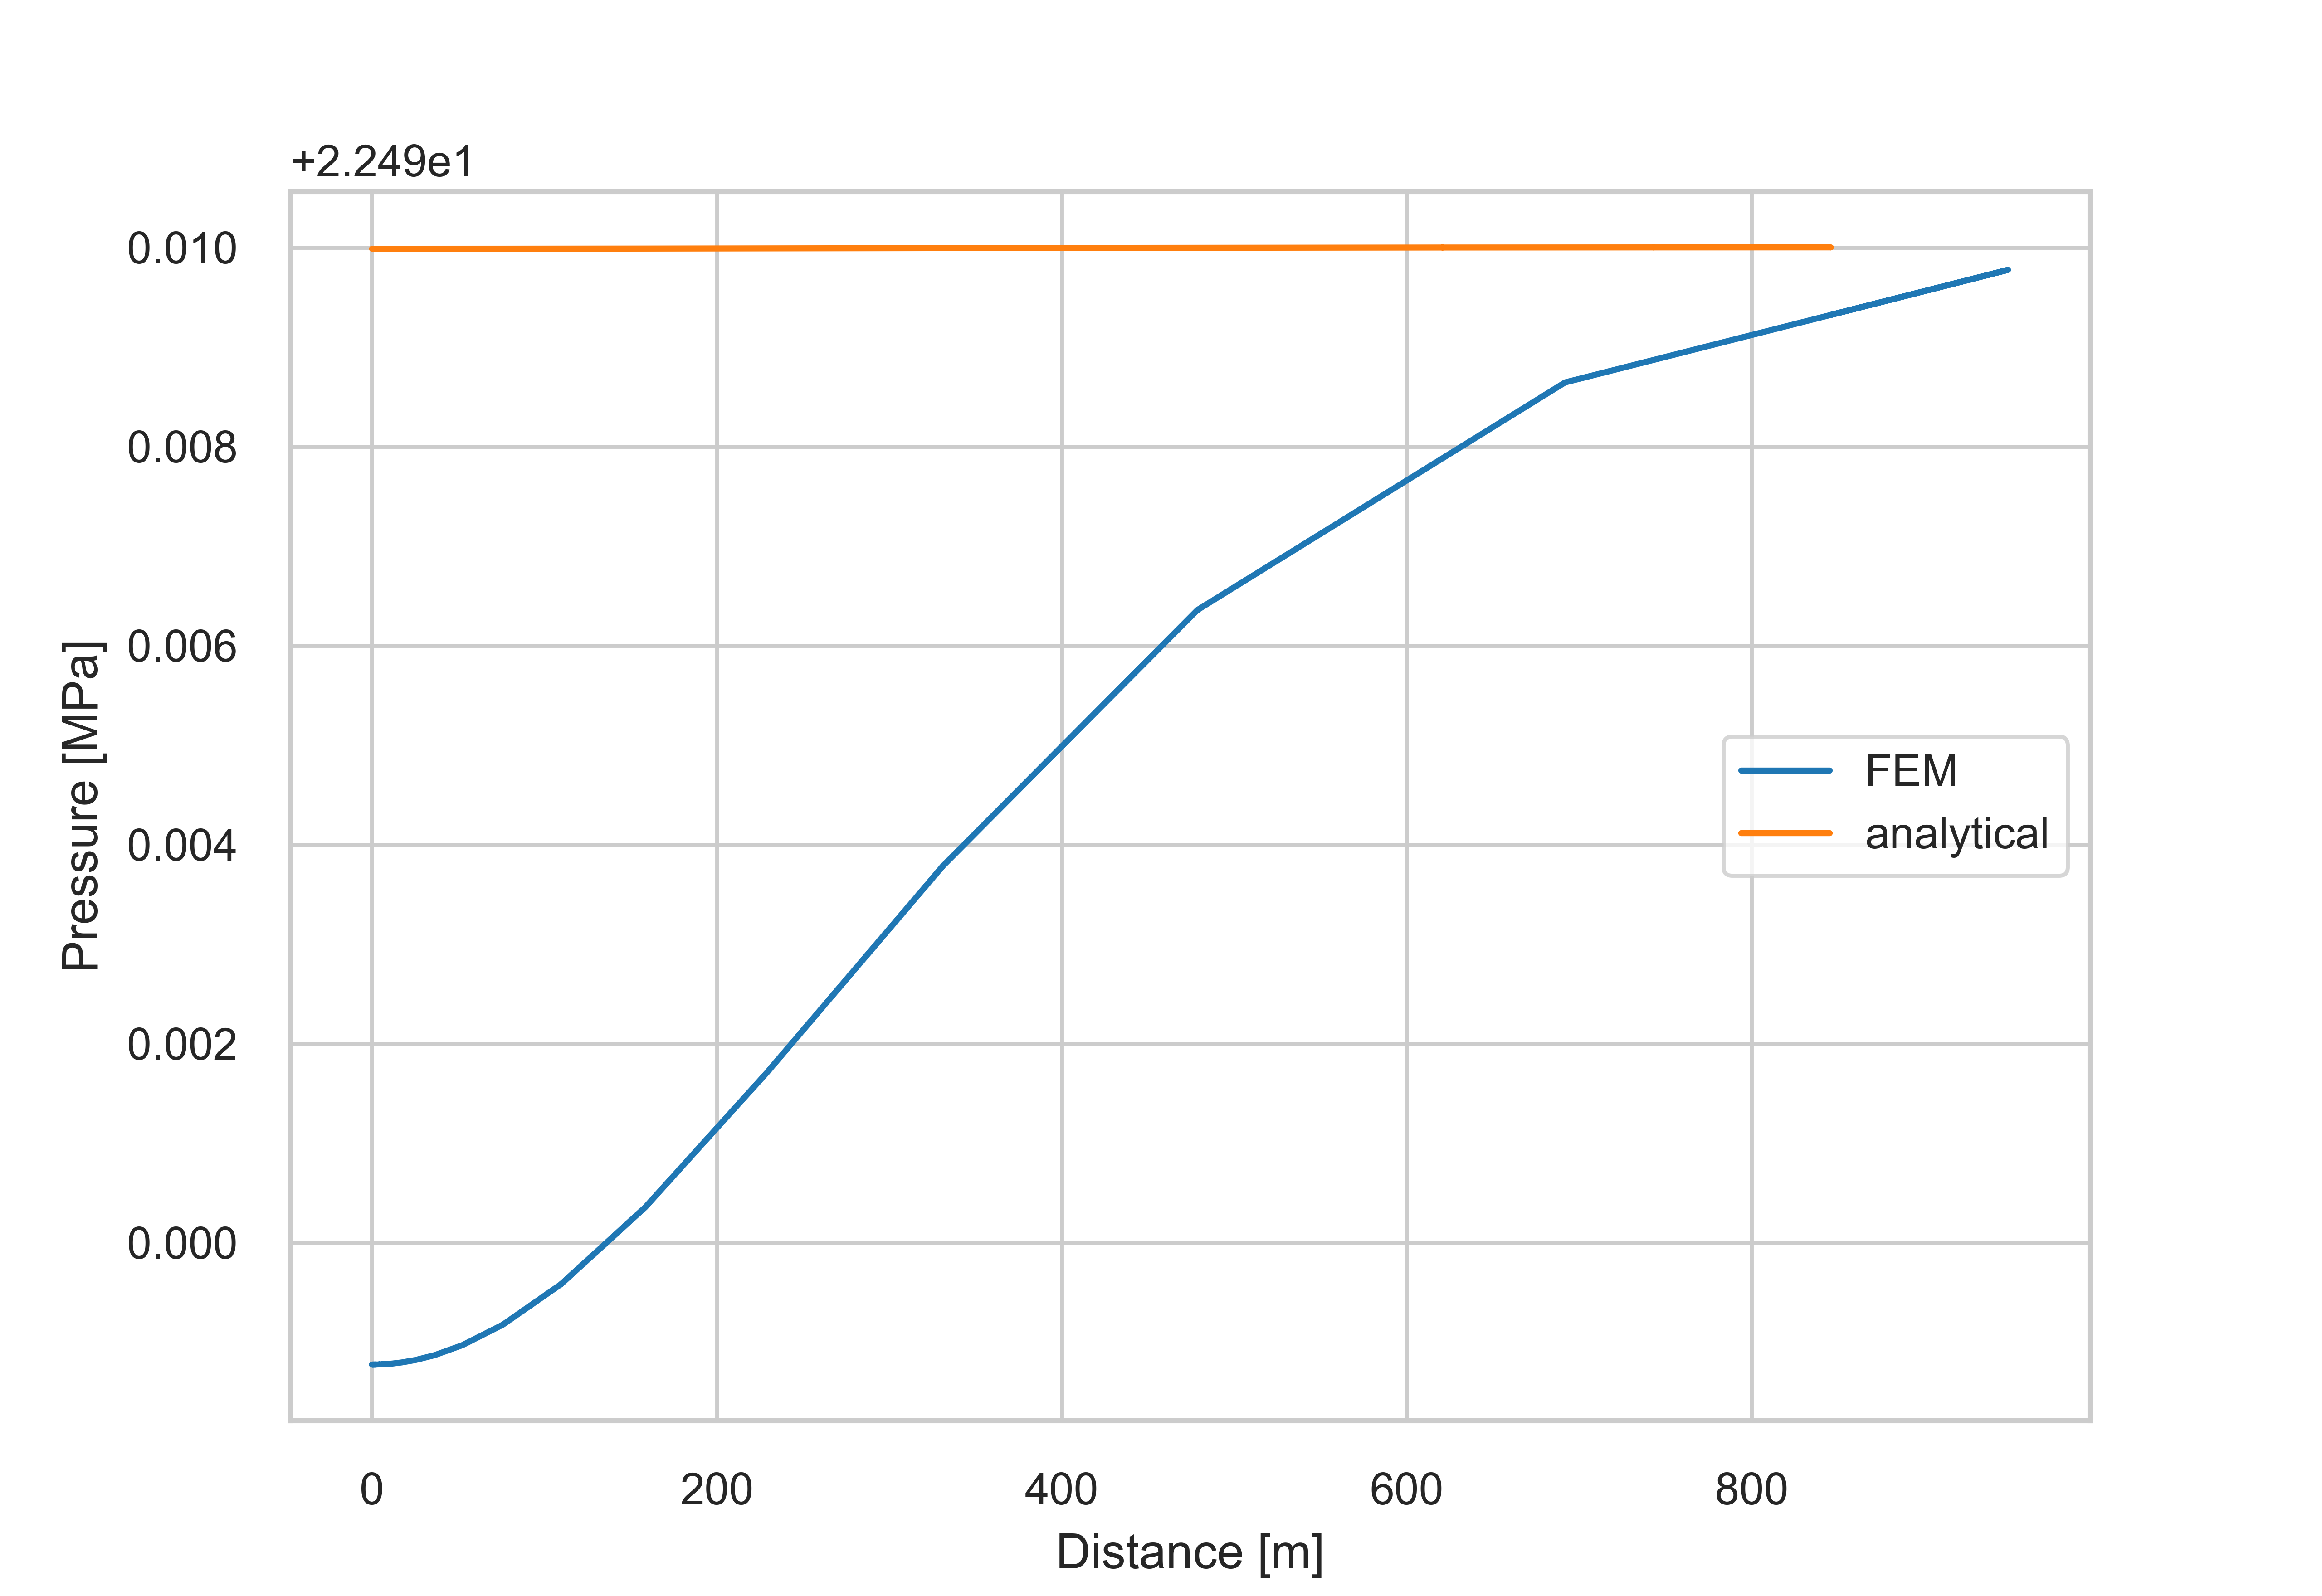 +2.249e1
0.010
0.008
0.006
0.004
0.002
0.000
Pressure [MPa]
FEM
analytical
0 200 400 600 800
Distance [m]